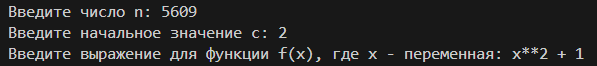 Введите число n: 5609
Введите начальное значение c: 2
Введите выражение для функции f(x), где x - переменная: x**2 + 1